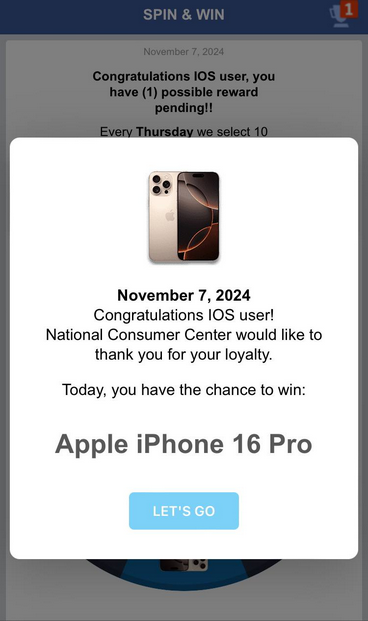 SPIN & WIN
1
November 7, 2024
Congratulations IOS user, you
have (1) possible reward
pending!!
Every Thursday we select 10
November 7, 2024
Congratulations IOS user!
National Consumer Center would like to
thank you for your loyalty.
Today, you have the chance to win:
Apple iPhone 16 Pro
LET'S GO